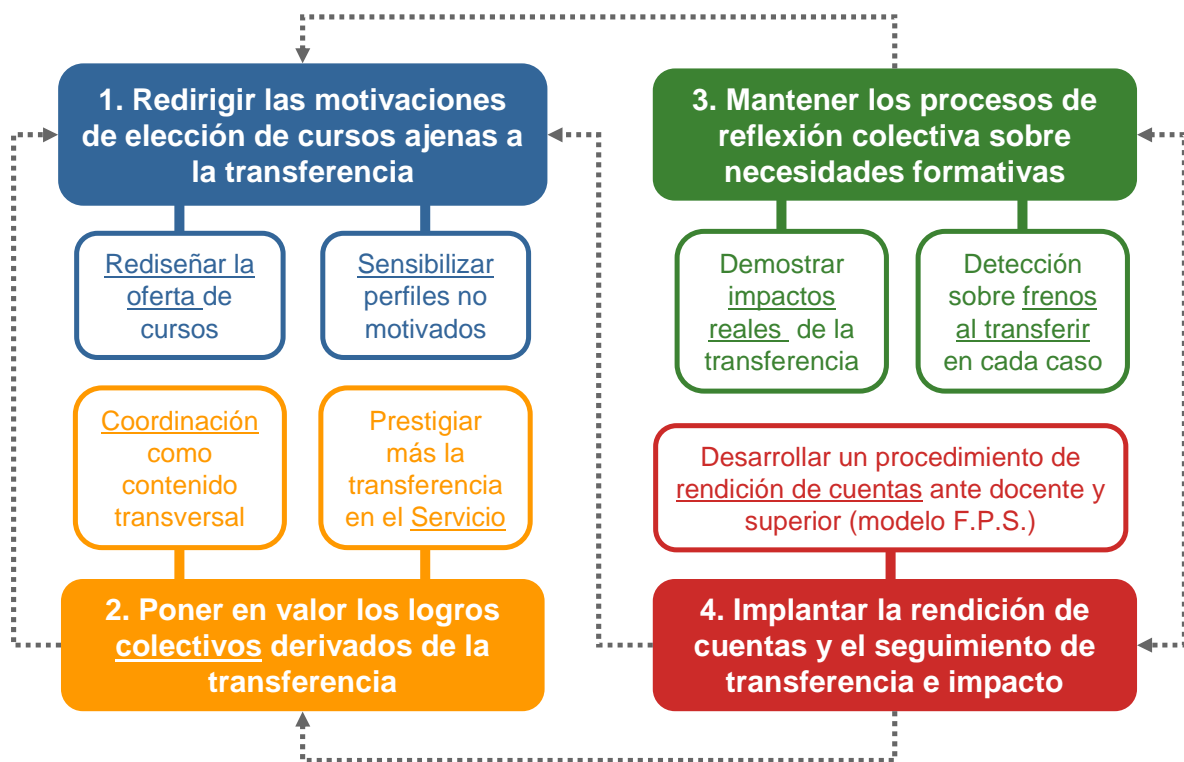 1. Redirigir las motivaciones
de elección de cursos ajenas a
la transferencia
Rediseñar la
oferta de
cursos
Sensibilizar
perfiles no
motivados
Coordinación
como
contenido
transversal
Prestigiar
más la
transferencia
en el Servicio
2. Poner en valor los logros
colectivos derivados de la
transferencia
3. Mantener los procesos de
reflexión colectiva sobre
necesidades formativas
Demostrar
impactos
reales de la
transferencia
Detección
sobre frenos
al transferir
en cada caso
Desarrollar un procedimiento de
rendición de cuentas ante docente y
superior (modelo F.P.S.)
4. Implantar la rendición de
cuentas y el seguimiento de
transferencia e impacto